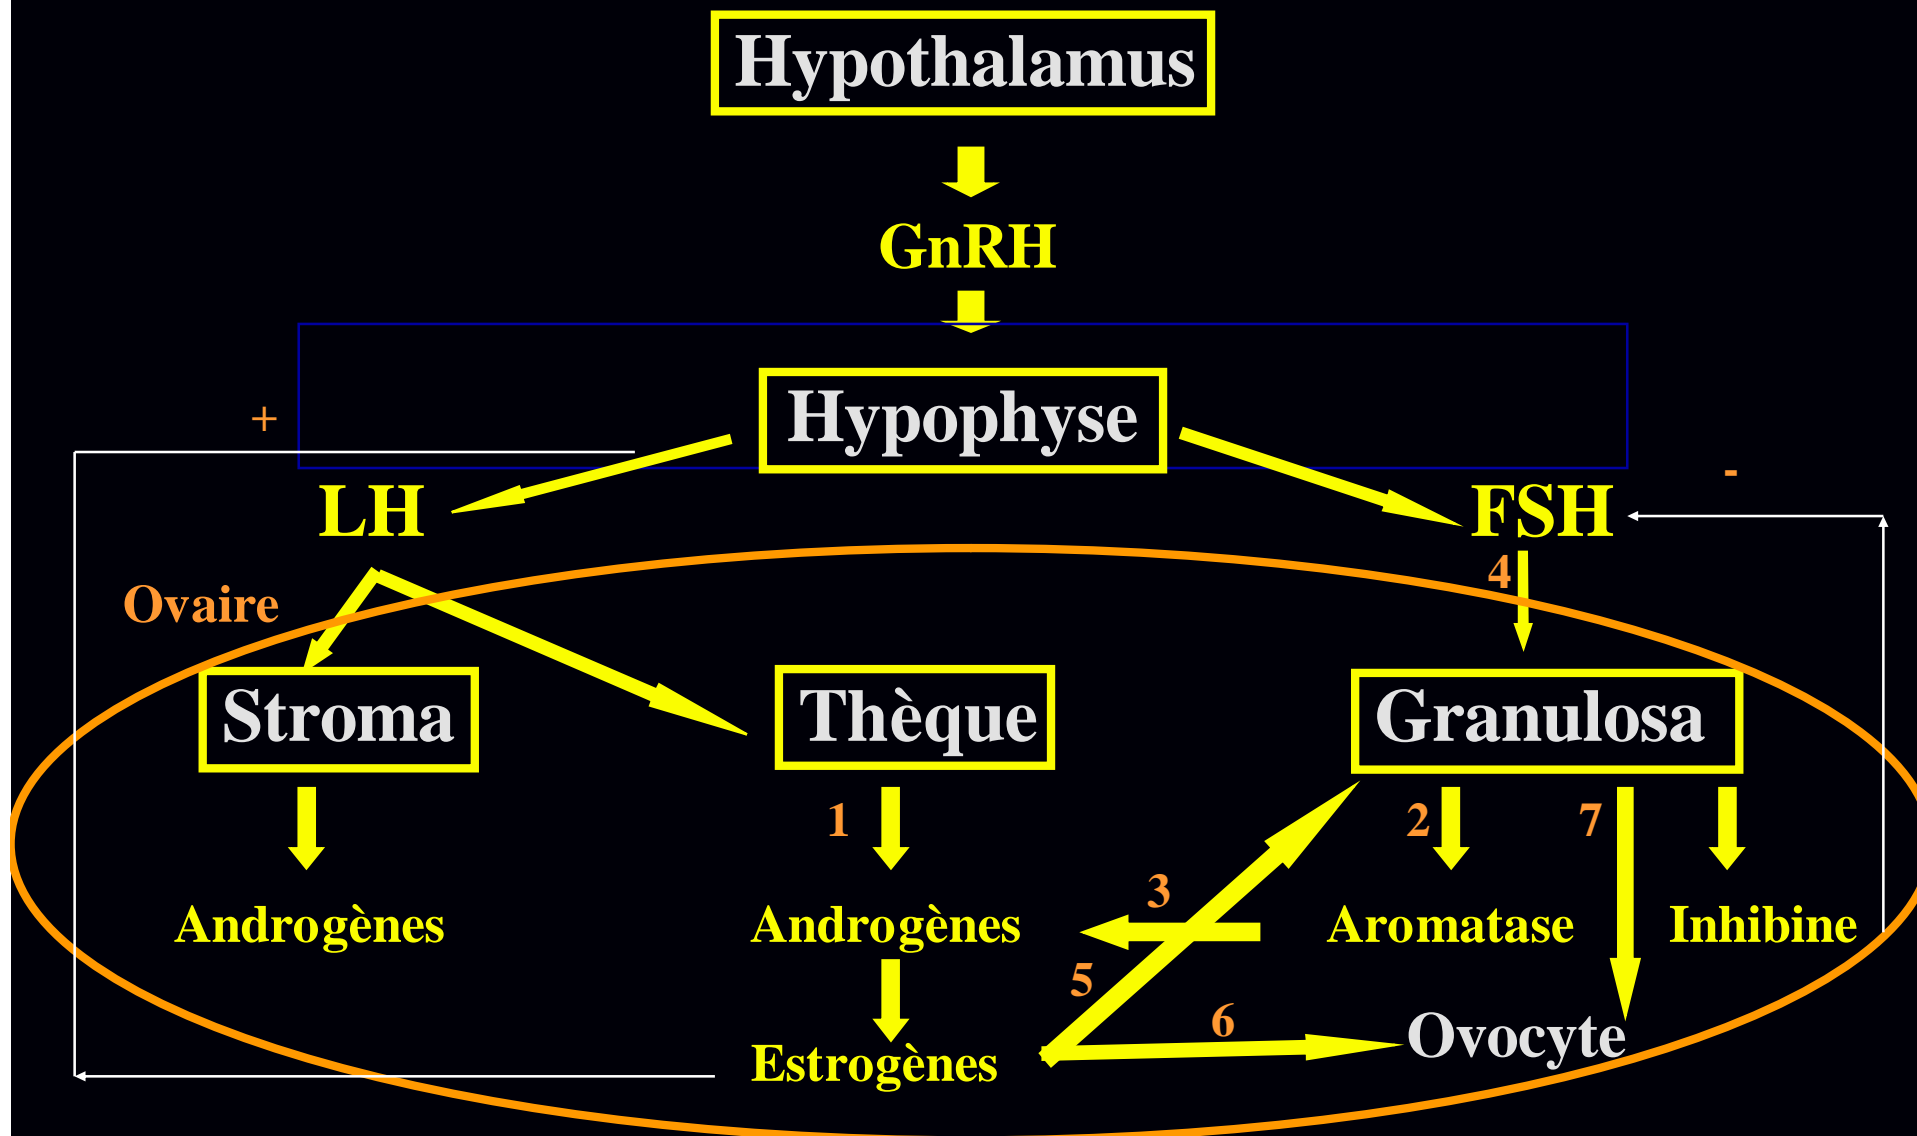 Hypothalamus
GnRH
Hypophyse
+
-
LH
FSH
4
Ovaire
Stroma
Thèque
Granulosa
1
2
7
3
Androgènes
Androgènes
Aromatase
Inhibine
5
6
Ovocyte
Estrogènes